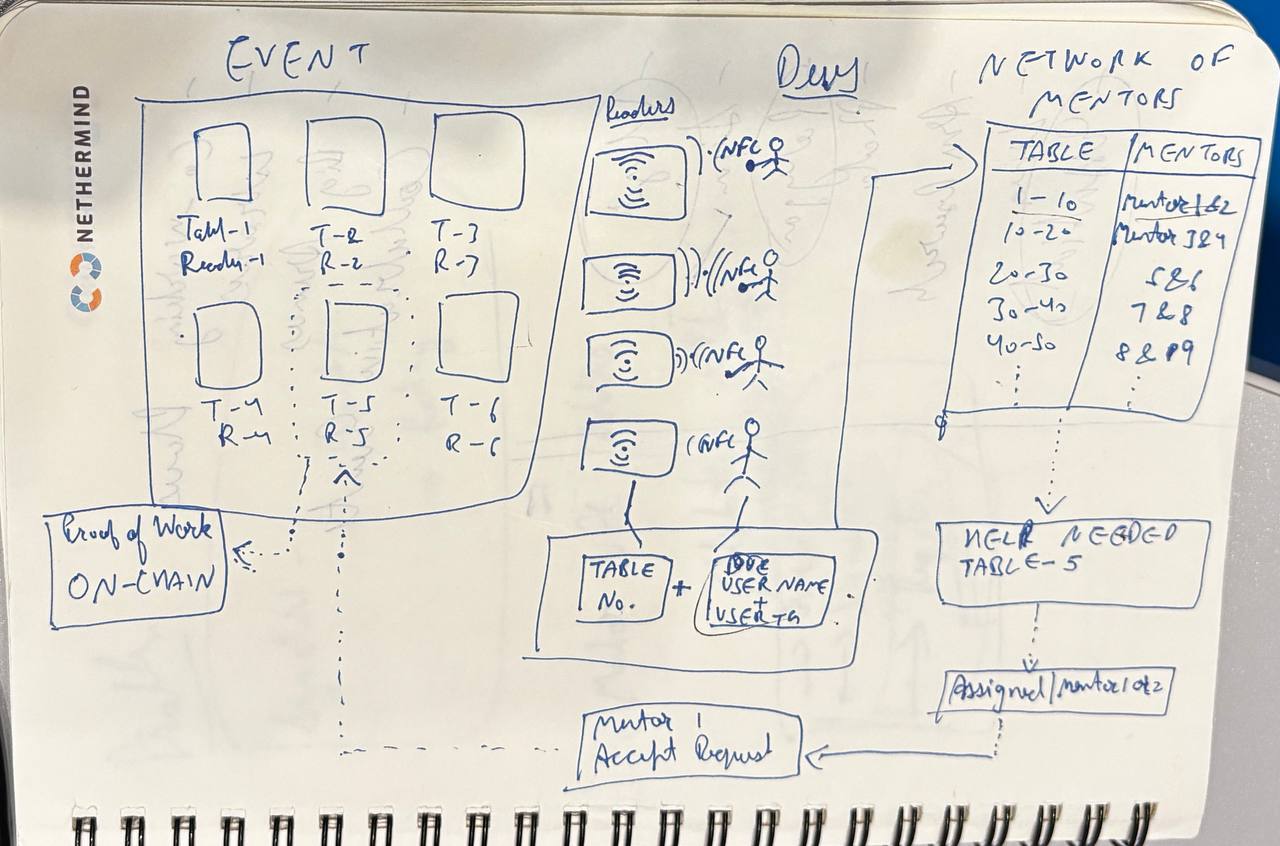 NETHERMIND
EVENT
Tabl-1
Reader-1
T-2
R-2
T-3
R-3
T-4
R-4
T-5
R-5
T-6
R-6
Proof of Work
ON-CHAIN
Readers
Devs
NFC
NFC
NFC
NFC
TABLE
No.
+
USER NAME
+
USER TG
NETWORK OF
MENTORS
TABLE MENTORS
1-10 Mentor 1&2
10-20 Mentor 3&4
20-30 5&6
30-40 7&8
40-50 8&9
HELP NEEDED
TABLE-5
Assigned/Mentor 1 or 2
Mentor 1
Accept Request